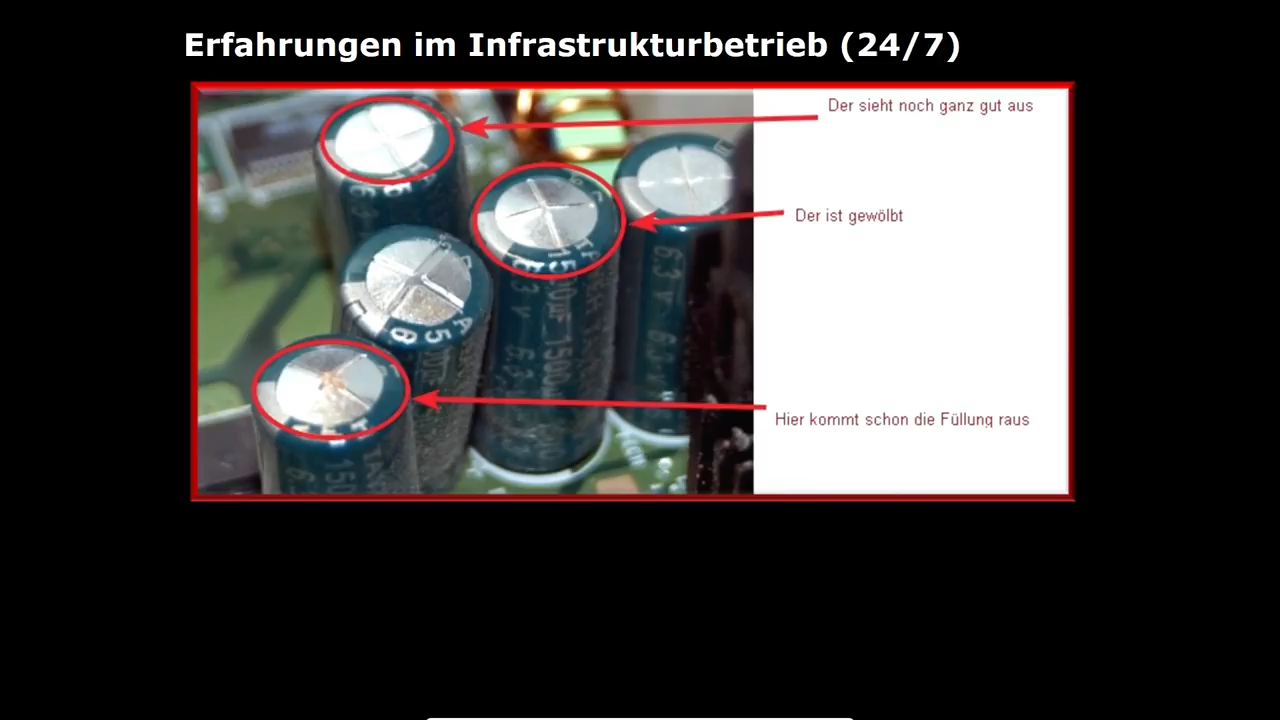 Erfahrungen im Infrastrukturbetrieb (24/7)
Der sieht noch ganz gut aus
Der ist gewölbt
Hier kommt schon die Füllung raus